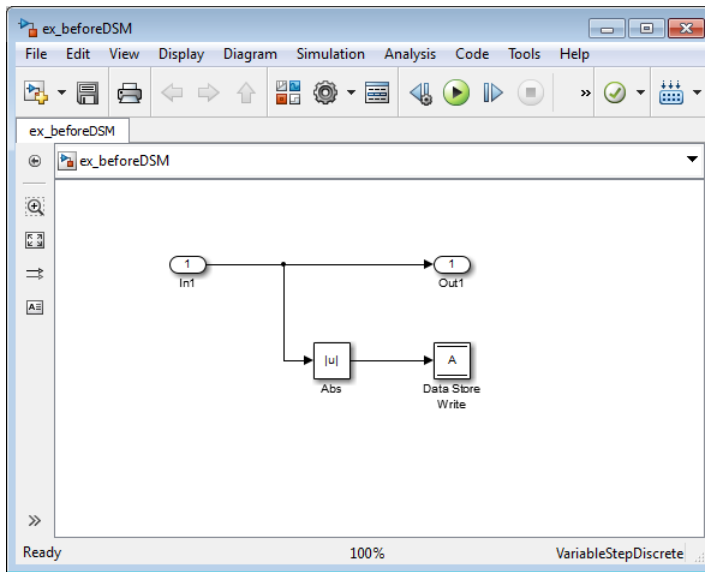 ex_beforeDSM
File Edit View Display Diagram Simulation Analysis Code Tools Help
»
ex_beforeDSM
ex_beforeDSM
1
In1
1
Out1
|u|
Abs
A
Data Store
Write
»
Ready 100% VariableStepDiscrete